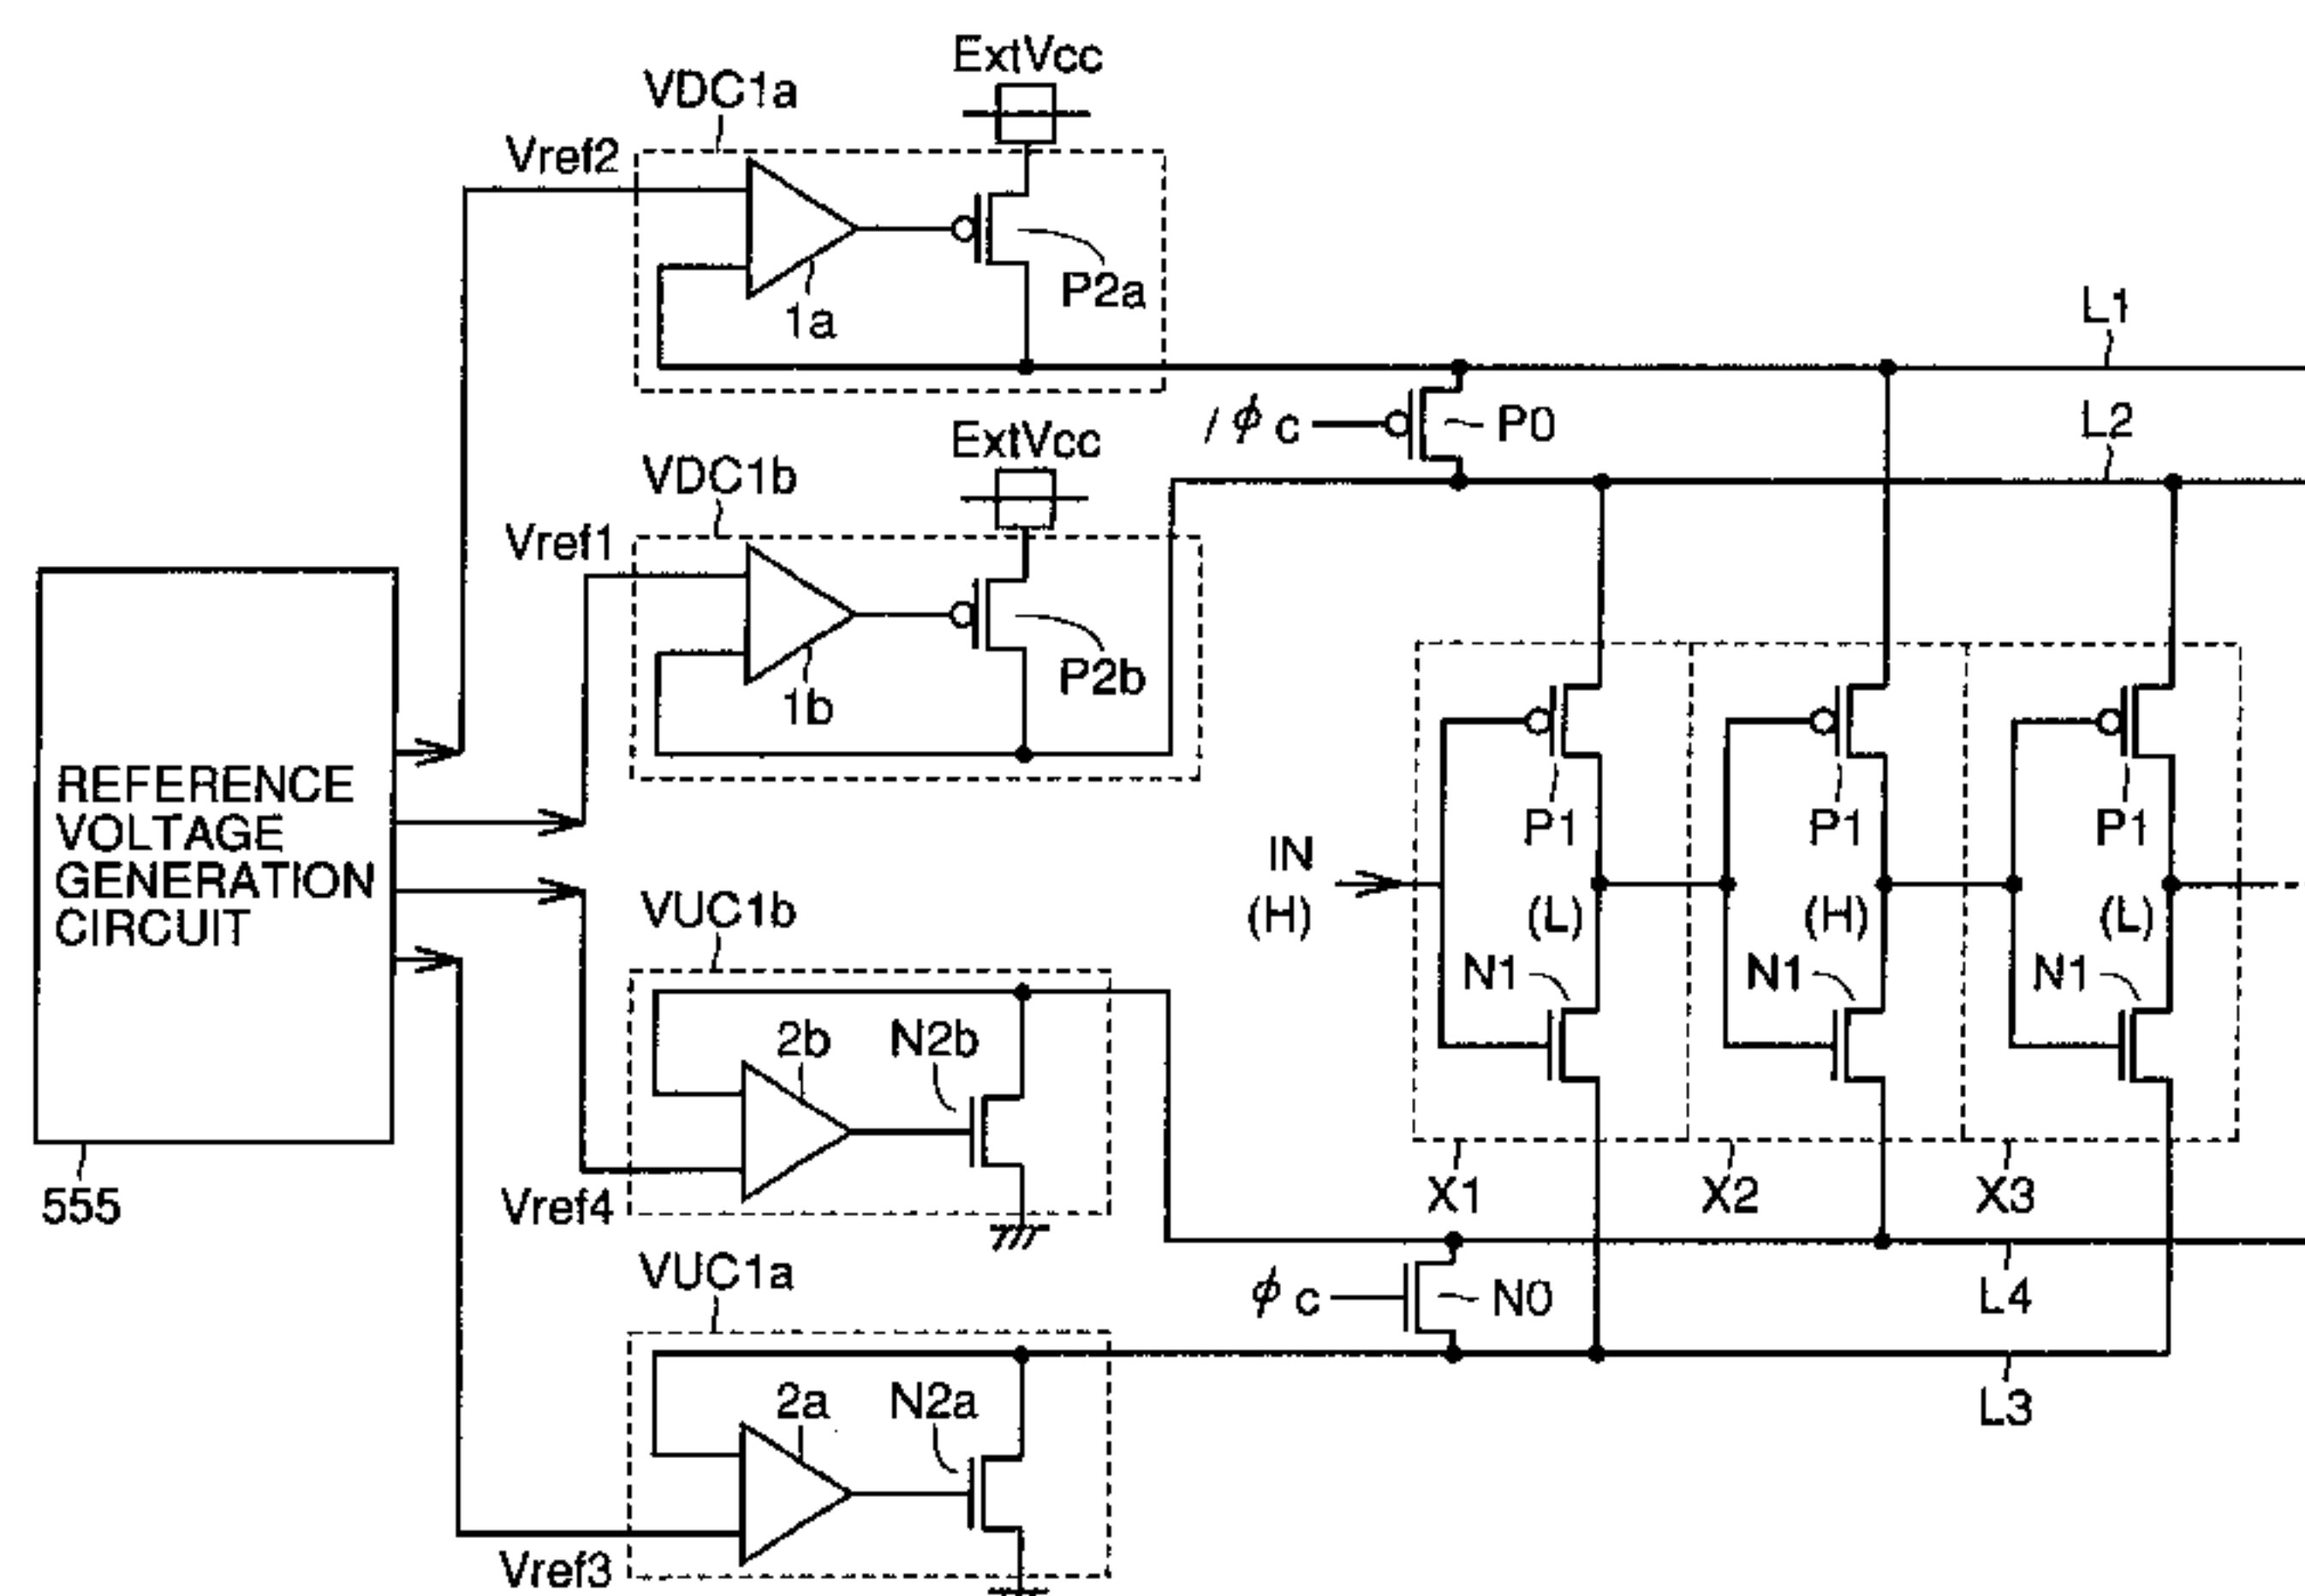 ExtVcc
VDC1a
Vref2
P2a
1a
L1
/φc
P0
L2
ExtVcc
VDC1b
Vref1
P2b
1b
REFERENCE
VOLTAGE
GENERATION
CIRCUIT
555
IN
(H)
P1
P1
P1
(L)
(H)
(L)
N1
N1
N1
VUC1b
2b
N2b
Vref4
X1
X2
X3
VUC1a
φc
N0
L4
2a
N2a
L3
Vref3